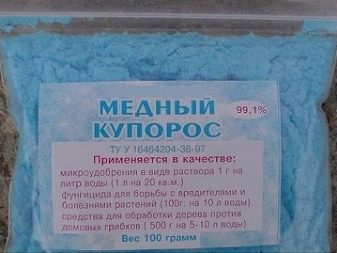 МЕДНЫЙ
КУПОРОС
99,1%
ТУ У 16464204-36-97
Применяется в качестве:
микроудобрения в виде раствора 1 г на
литр воды (1 л на 20 кв.м.)
фунгицида для борьбы с вредителями и
болезнями растений (100г. на 10 л воды)
средства для обработки дерева против
домовых грибков ( 500 г на 5-10 л воды)
Вес 100 грамм